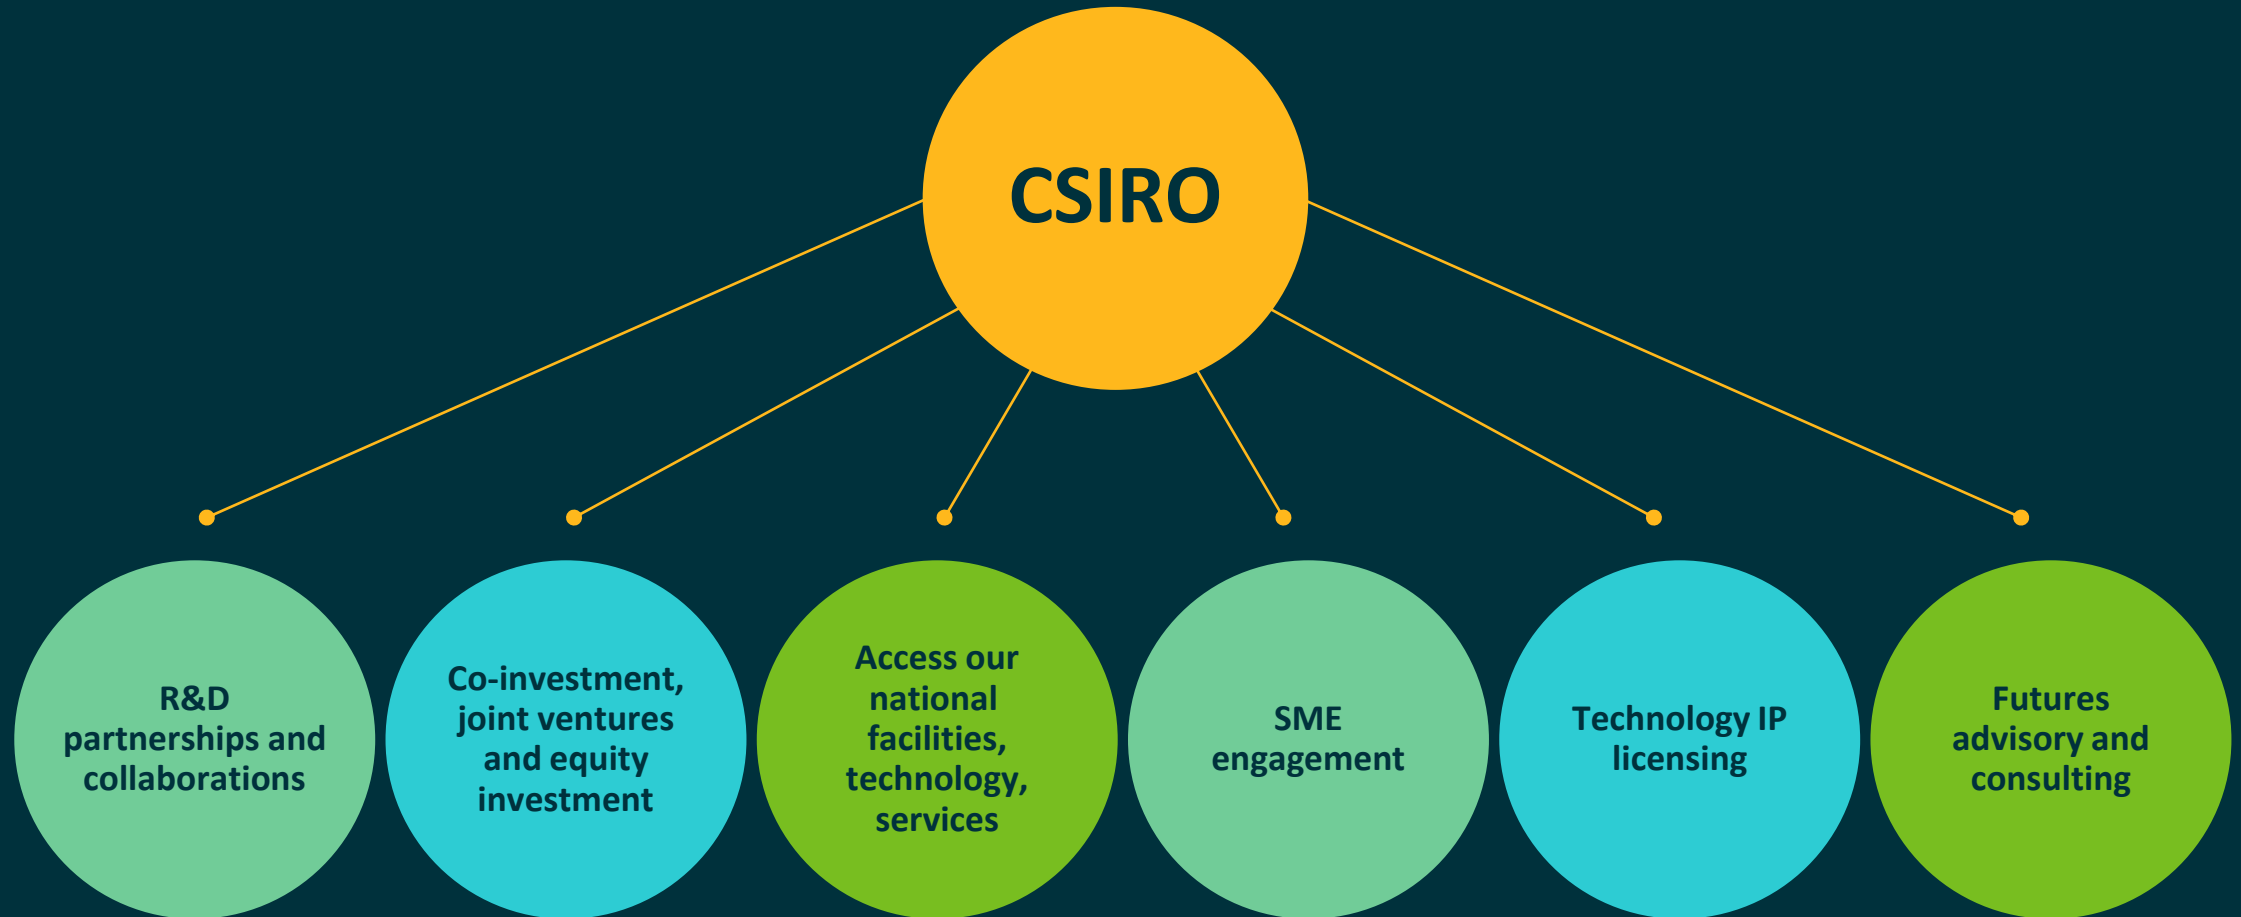 CSIRO
R&D
partnerships and
collaborations
Co-investment,
joint ventures
and equity
investment
Access our
national
facilities,
technology,
services
SME
engagement
Technology IP
licensing
Futures
advisory and
consulting